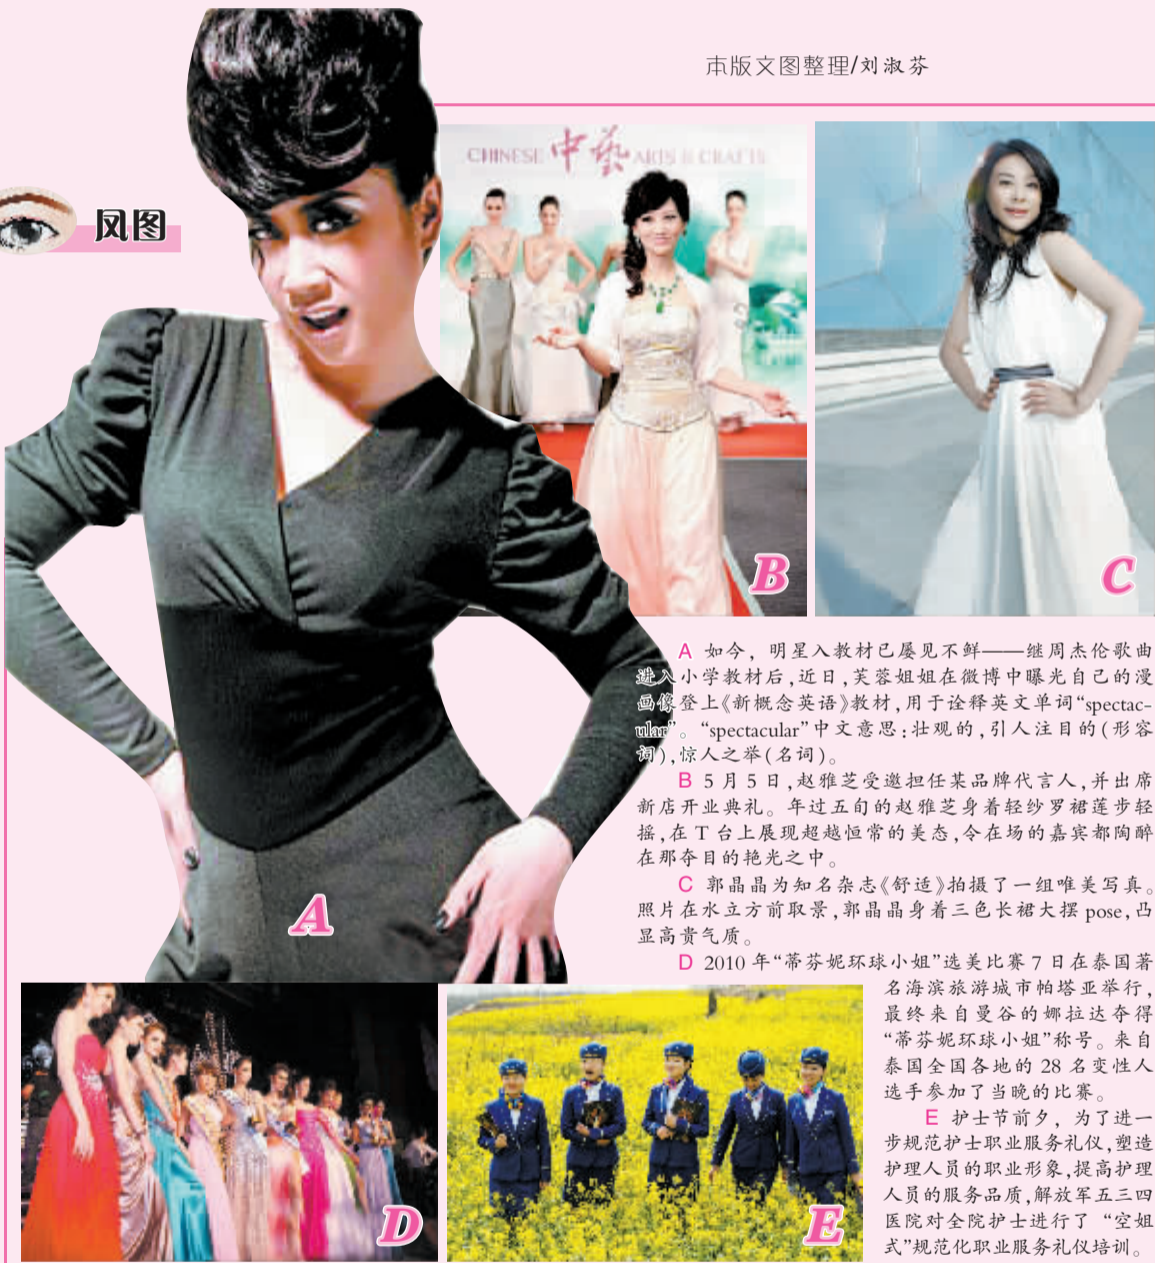 本版文图整理/刘淑芬
凤图
CHINESE 中艺 ARTS & CRAFTS
B
C
A 如今，明星入教材已屡见不鲜——继周杰伦歌曲
进入小学教材后,近日,芙蓉姐姐在微博中曝光自己的漫
画像登上《新概念英语》教材,用于诠释英文单词“spectac-
ular”。“spectacular”中文意思:壮观的,引人注目的(形容
词),惊人之举(名词)。
B 5月5日,赵雅芝受邀担任某品牌代言人,并出席
新店开业典礼。年过五旬的赵雅芝身着轻纱罗裙莲步轻
摇,在T台上展现超越恒常的美态,令在场的嘉宾都陶醉
在那夺目的艳光之中。
C 郭晶晶为知名杂志《舒适》拍摄了一组唯美写真。
照片在水立方前取景,郭晶晶身着三色长裙大摆pose,凸
显高贵气质。
D 2010年“蒂芬妮环球小姐”选美比赛7日在泰国著
名海滨旅游城市帕塔亚举行,
最终来自曼谷的娜拉达夺得
“蒂芬妮环球小姐”称号。来自
泰国全国各地的28名变性人
选手参加了当晚的比赛。
E 护士节前夕，为了进一
步规范护士职业服务礼仪,塑造
护理人员的职业形象,提高护理
人员的服务品质,解放军五三四
医院对全院护士进行了“空姐
式”规范化职业服务礼仪培训。
A
D
E